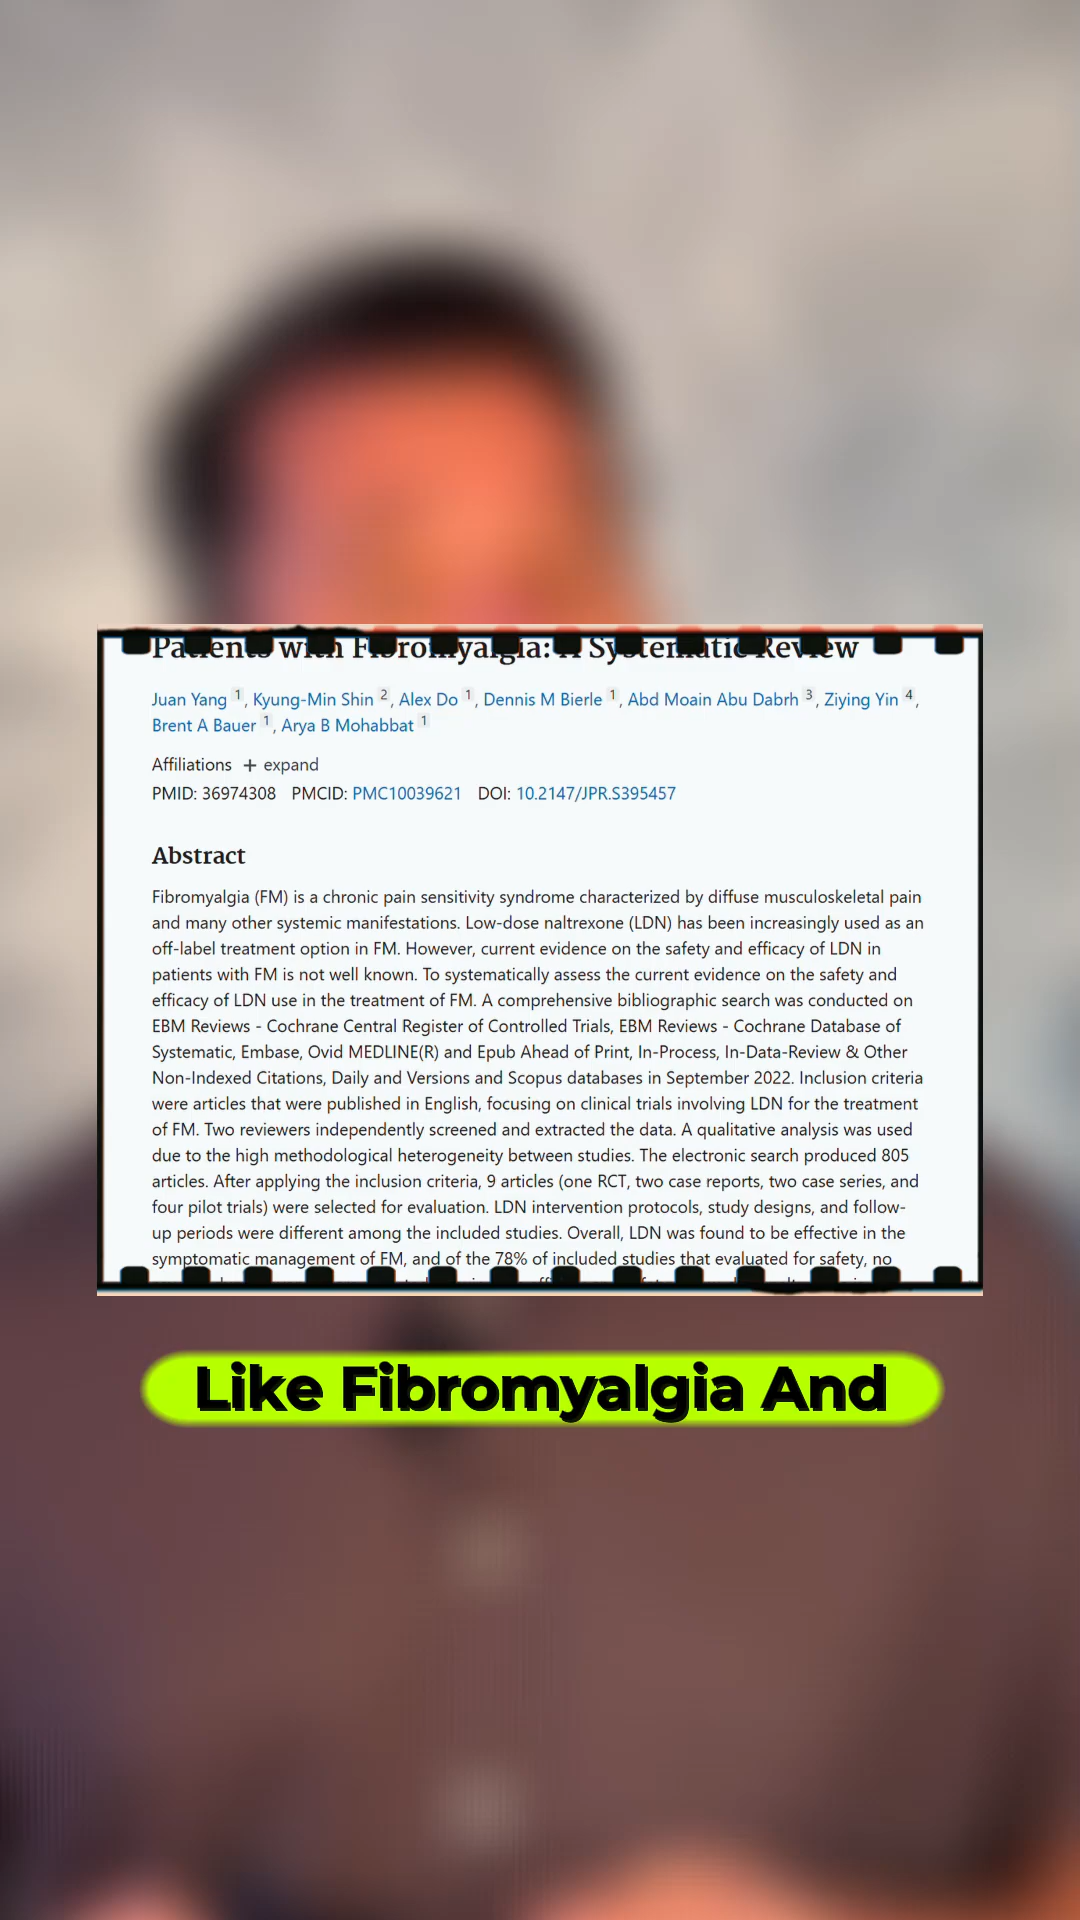 Patients with Fibromyalgia: A Systematic Review
Juan Yang 1, Kyung-Min Shin 2, Alex Do 1, Dennis M Bierle 1, Abd Moain Abu Dabrh 3, Ziying Yin 4,
Brent A Bauer 1, Arya B Mohabbat 1
Affiliations + expand
PMID: 36974308 PMCID: PMC10039621 DOI: 10.2147/JPR.S395457
Abstract
Fibromyalgia (FM) is a chronic pain sensitivity syndrome characterized by diffuse musculoskeletal pain
and many other systemic manifestations. Low-dose naltrexone (LDN) has been increasingly used as an
off-label treatment option in FM. However, current evidence on the safety and efficacy of LDN in
patients with FM is not well known. To systematically assess the current evidence on the safety and
efficacy of LDN use in the treatment of FM. A comprehensive bibliographic search was conducted on
EBM Reviews - Cochrane Central Register of Controlled Trials, EBM Reviews - Cochrane Database of
Systematic, Embase, Ovid MEDLINE(R) and Epub Ahead of Print, In-Process, In-Data-Review & Other
Non-Indexed Citations, Daily and Versions and Scopus databases in September 2022. Inclusion criteria
were articles that were published in English, focusing on clinical trials involving LDN for the treatment
of FM. Two reviewers independently screened and extracted the data. A qualitative analysis was used
due to the high methodological heterogeneity between studies. The electronic search produced 805
articles. After applying the inclusion criteria, 9 articles (one RCT, two case reports, two case series, and
four pilot trials) were selected for evaluation. LDN intervention protocols, study designs, and follow-
up periods were different among the included studies. Overall, LDN was found to be effective in the
symptomatic management of FM, and of the 78% of included studies that evaluated for safety, no
Like Fibromyalgia And